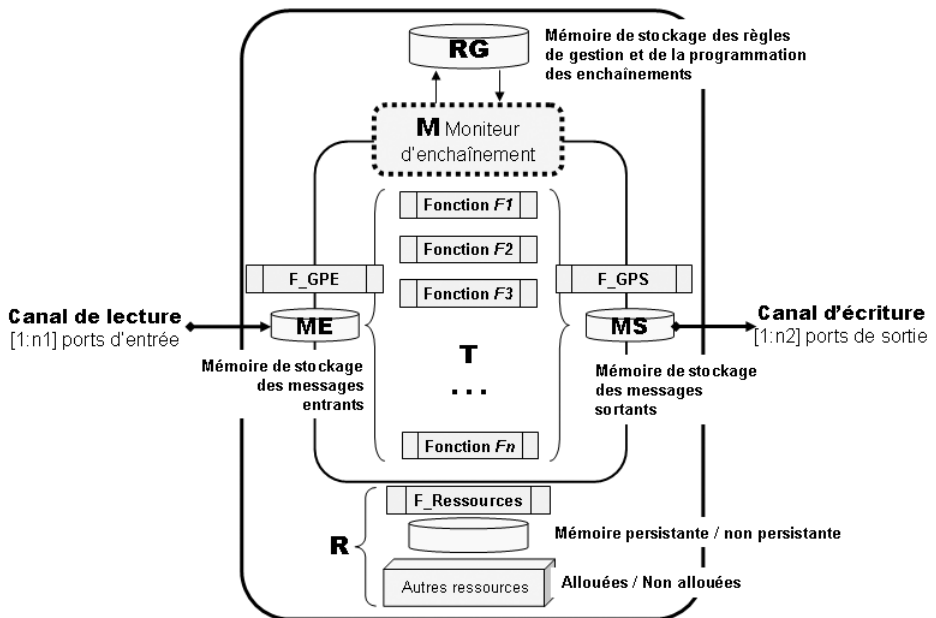 RG
Mémoire de stockage des règles
de gestion et de la programmation
des enchaînements
M Moniteur
d'enchaînement
Fonction F1
Fonction F2
Fonction F3
F_GPE
F_GPS
Canal de lecture
[1:n1] ports d'entrée
ME
MS
Canal d'écriture
[1:n2] ports de sortie
Mémoire de stockage
des messages
entrants
T
...
Mémoire de stockage
des messages
sortants
Fonction Fn
F_Ressources
R
Mémoire persistante / non persistante
Autres ressources
Allouées / Non allouées